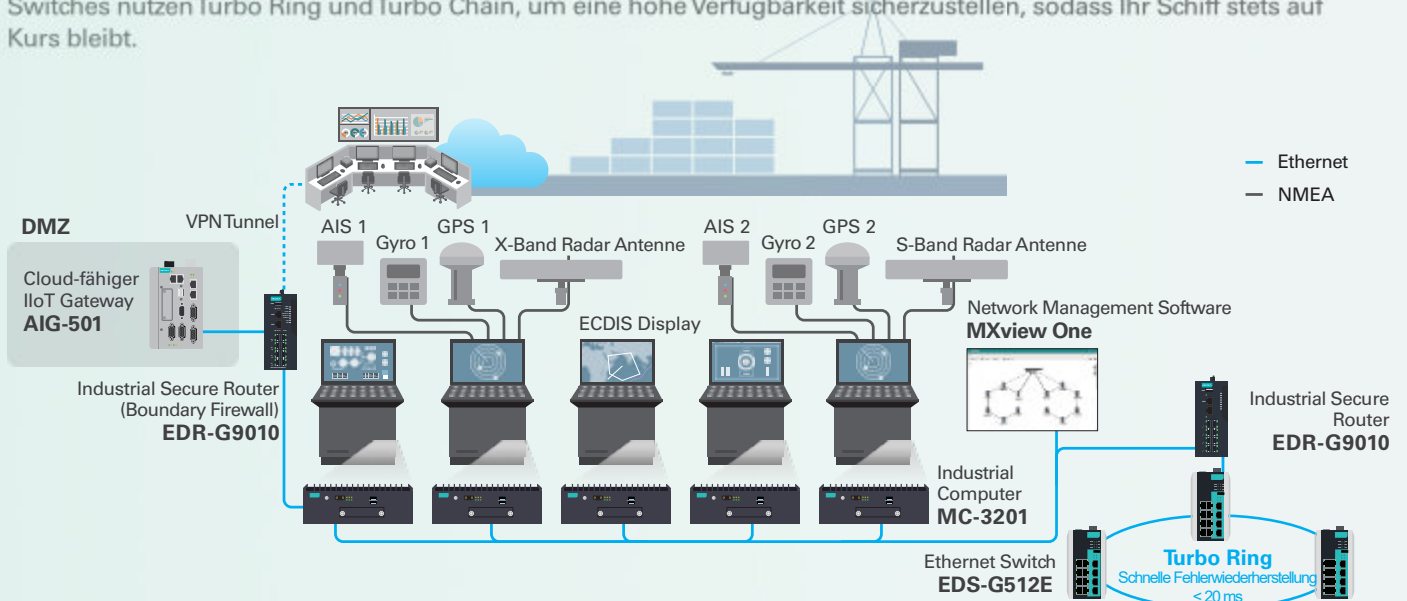 Switches nutzen Turbo Ring und Turbo Chain, um eine hohe Verfügbarkeit sicherzustellen, sodass Ihr Schiff stets auf
Kurs bleibt.
Ethernet
NMEA
DMZ
VPN Tunnel
Cloud-fähiger
IIoT Gateway
AIG-501
AIS 1
Gyro 1
GPS 1
X-Band Radar Antenne
AIS 2
Gyro 2
GPS 2
S-Band Radar Antenne
ECDIS Display
Network Management Software
MXview One
Industrial Secure Router
(Boundary Firewall)
EDR-G9010
Industrial Secure
Router
EDR-G9010
Industrial
Computer
MC-3201
Ethernet Switch
EDS-G512E
Turbo Ring
Schnelle Fehlerwiederherstellung
< 20 ms